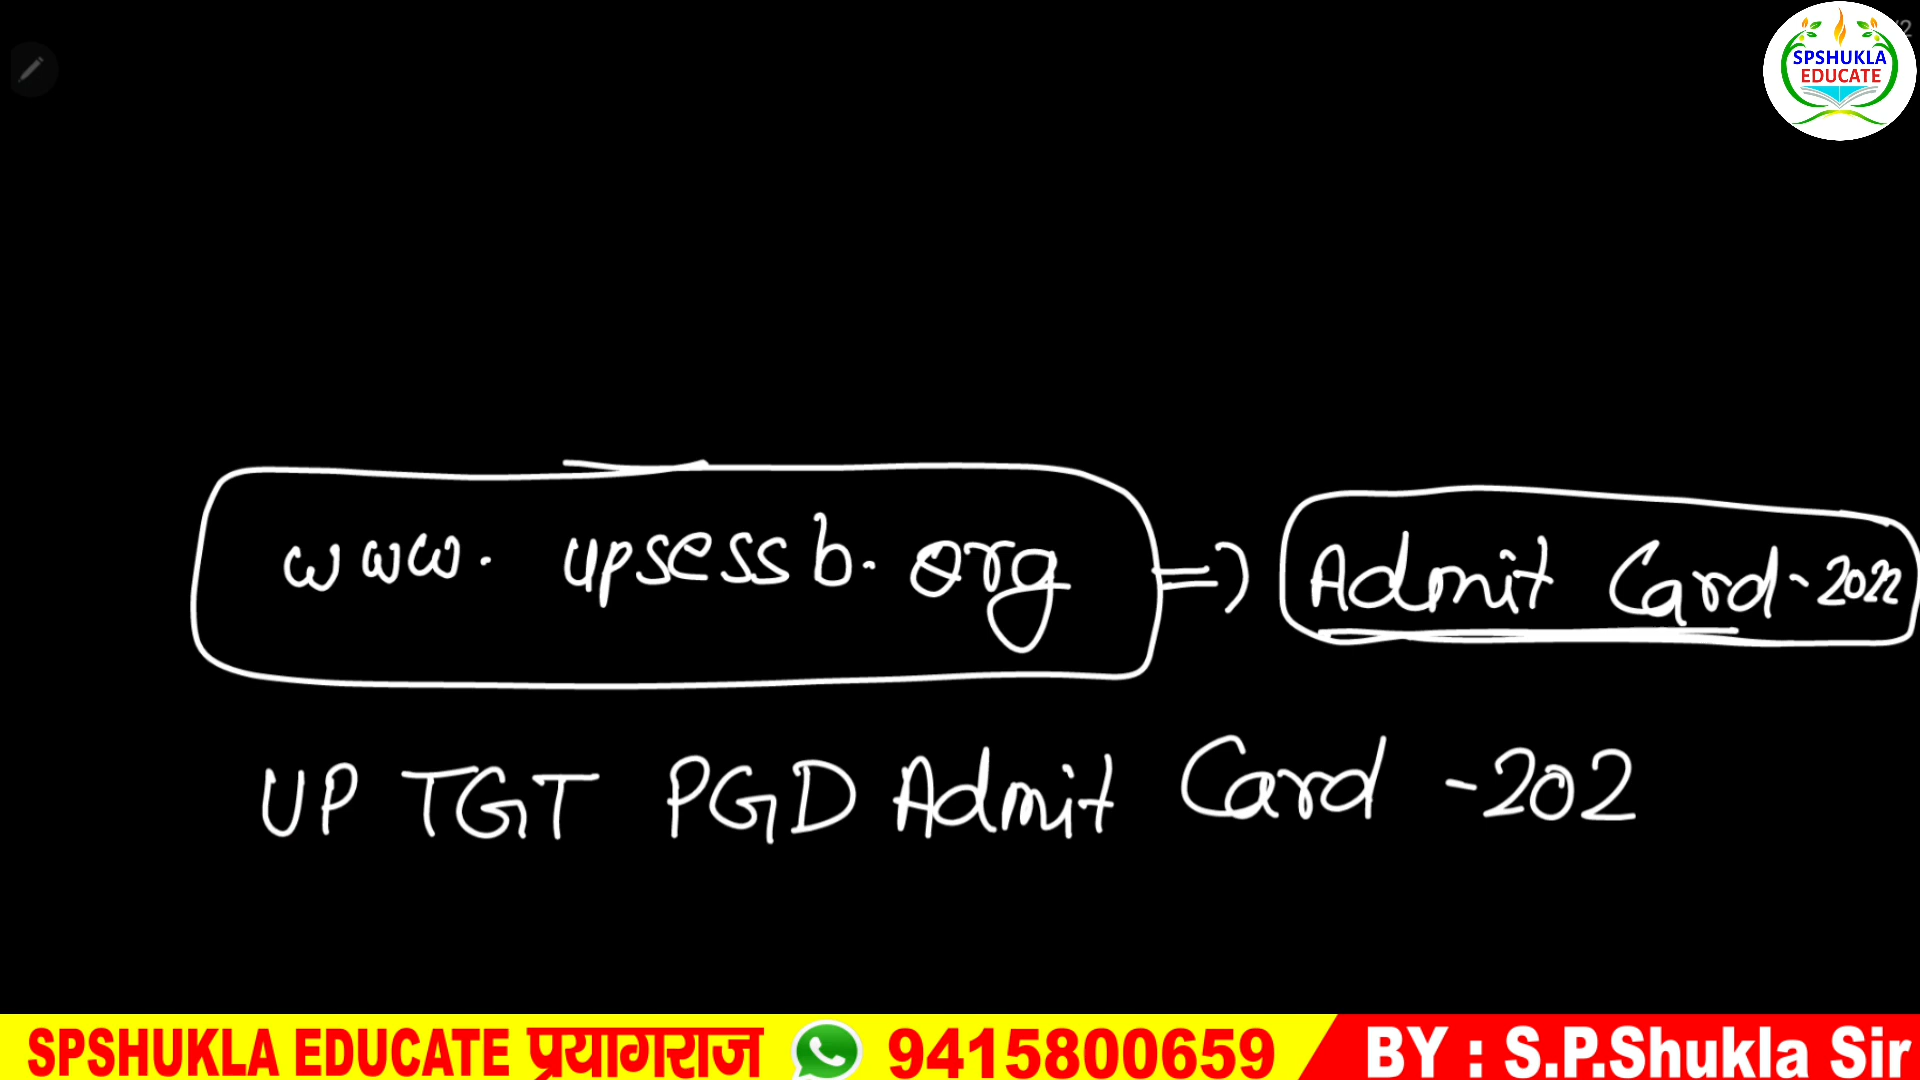 SPSHUKLA
EDUCATE
www. upsessb. org => Admit Card-2022
UP TGT PGD Admit Card -202
SPSHUKLA EDUCATE प्रयागराज 9415800659 BY : S.P.Shukla Sir